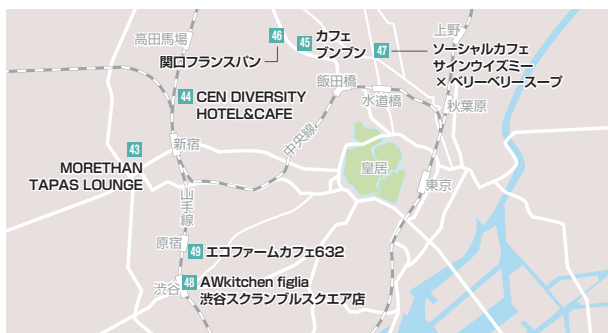 高田馬場
46
関口フランスパン
45
カフェ
ブンブン
47
ソーシャルカフェ
サインウィズミー
×ベリーベリースープ
上野
飯田橋
水道橋
秋葉原
44
CEN DIVERSITY
HOTEL&CAFE
新宿
中央線
皇居
東京
43
MORETHAN
TAPAS LOUNGE
山手線
原宿
49
エコファームカフェ632
渋谷
48
AWkitchen figlia
渋谷スクランブルスクエア店